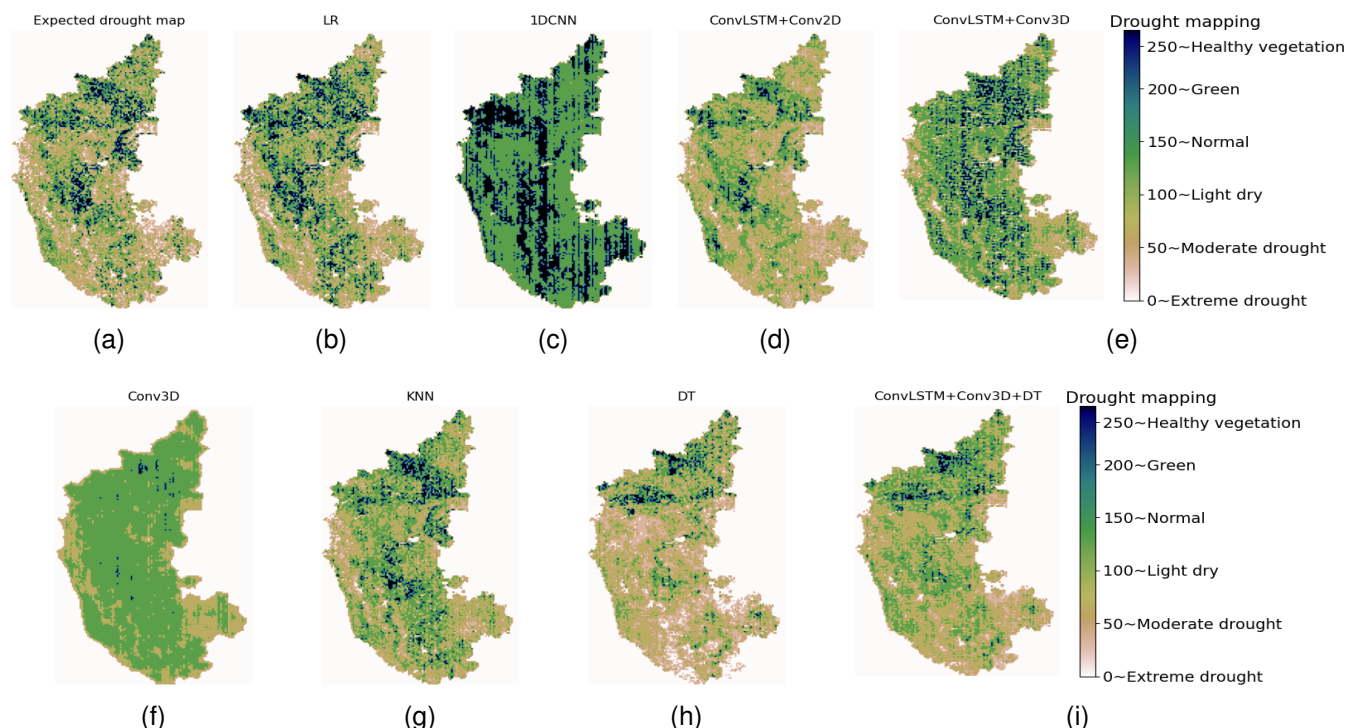 Expected drought map
LR
1DCNN
ConvLSTM+Conv2D
ConvLSTM+Conv3D
Drought mapping
250~Healthy vegetation
200~Green
150~Normal
100~Light dry
50~Moderate drought
0~Extreme drought
(a)
(b)
(c)
(d)
(e)
Conv3D
KNN
DT
ConvLSTM+Conv3D+DT
Drought mapping
250~Healthy vegetation
200~Green
150~Normal
100~Light dry
50~Moderate drought
0~Extreme drought
(f)
(g)
(h)
(i)